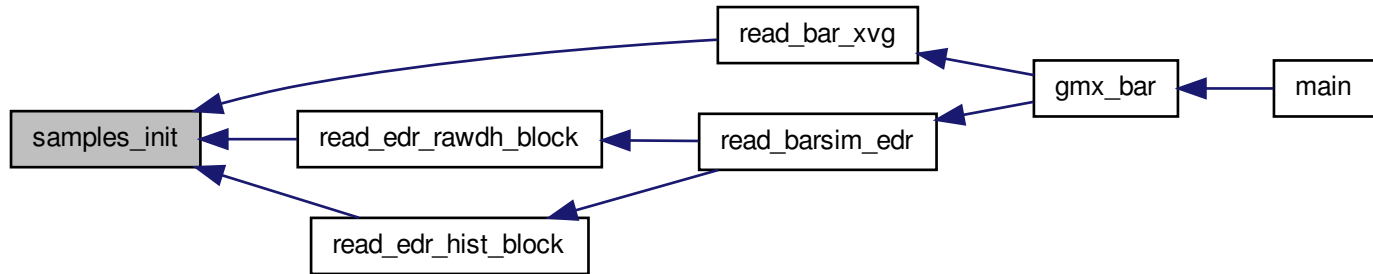 read_bar_xvg
gmx_bar
main
samples_init
read_edr_rawdh_block
read_barsim_edr
read_edr_hist_block